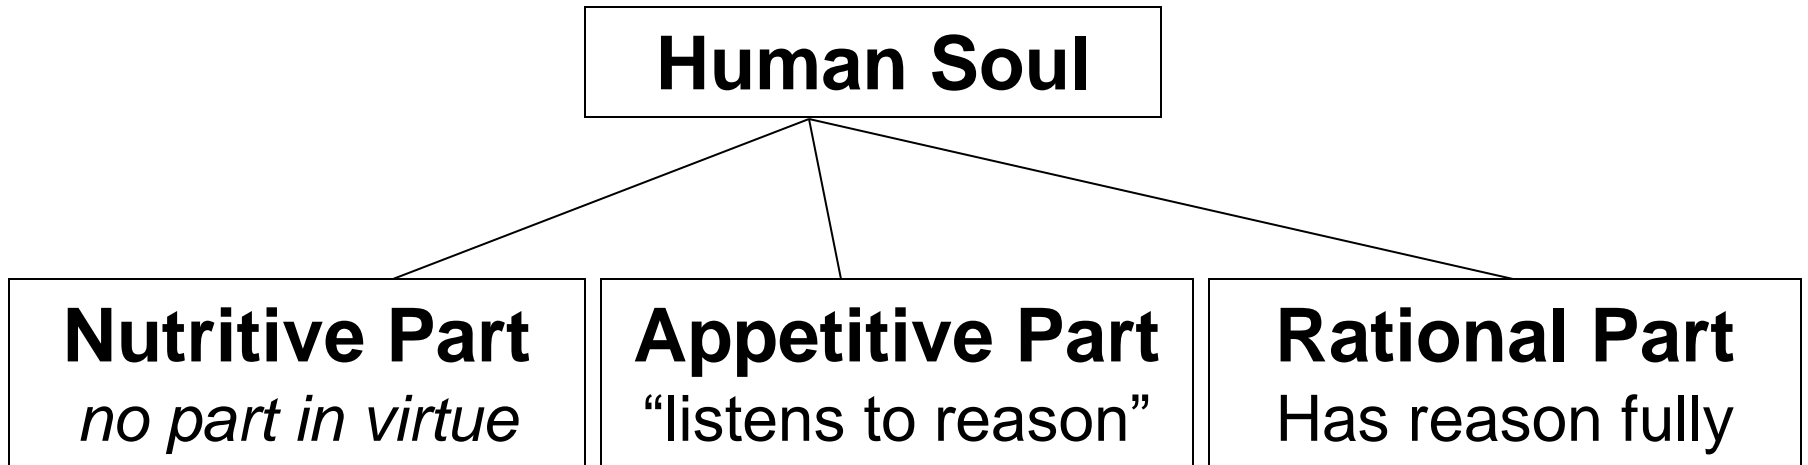 Human Soul
Nutritive Part
no part in virtue
Appetitive Part
“listens to reason”
Rational Part
Has reason fully